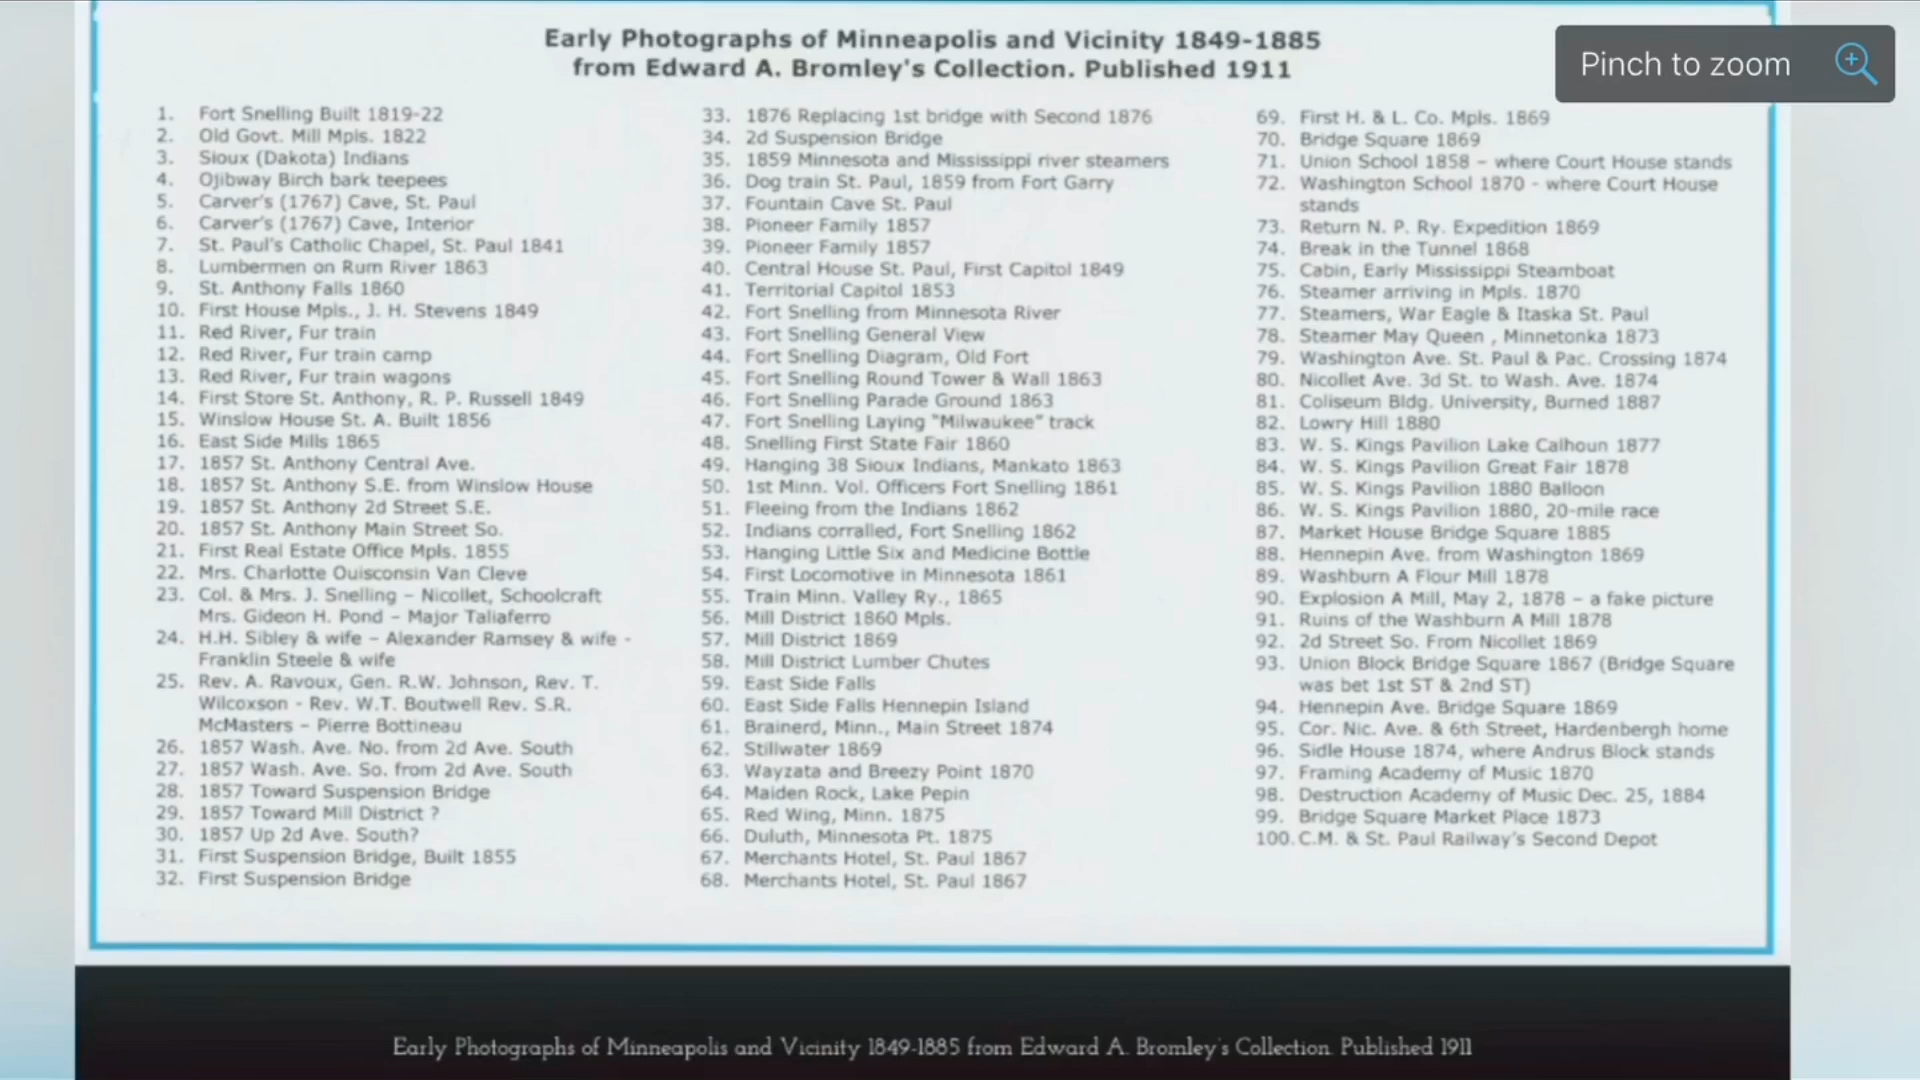 Early Photographs of Minneapolis and Vicinity 1849-1885
from Edward A. Bromley's Collection. Published 1911
Pinch to zoom
1. Fort Snelling Built 1819-22
2. Old Govt. Mill Mpls. 1822
3. Sioux (Dakota) Indians
4. Ojibway Birch bark teepees
5. Carver's (1767) Cave, St. Paul
6. Carver's (1767) Cave, Interior
7. St. Paul's Catholic Chapel, St. Paul 1841
8. Lumbermen on Rum River 1863
9. St. Anthony Falls 1860
10. First House Mpls., J. H. Stevens 1849
11. Red River, Fur train
12. Red River, Fur train camp
13. Red River, Fur train wagons
14. First Store St. Anthony, R. P. Russell 1849
15. Winslow House St. A. Built 1856
16. East Side Mills 1865
17. 1857 St. Anthony Central Ave.
18. 1857 St. Anthony S.E. from Winslow House
19. 1857 St. Anthony 2d Street S.E.
20. 1857 St. Anthony Main Street So.
21. First Real Estate Office Mpls. 1855
22. Mrs. Charlotte Ouisconsin Van Cleve
23. Col. & Mrs. J. Snelling – Nicollet, Schoolcraft
Mrs. Gideon H. Pond – Major Taliaferro
24. H.H. Sibley & wife – Alexander Ramsey & wife -
Franklin Steele & wife
25. Rev. A. Ravoux, Gen. R.W. Johnson, Rev. T.
Wilcoxson - Rev. W.T. Boutwell Rev. S.R.
McMasters – Pierre Bottineau
26. 1857 Wash. Ave. No. from 2d Ave. South
27. 1857 Wash. Ave. So. from 2d Ave. South
28. 1857 Toward Suspension Bridge
29. 1857 Toward Mill District ?
30. 1857 Up 2d Ave. South?
31. First Suspension Bridge, Built 1855
32. First Suspension Bridge
33. 1876 Replacing 1st bridge with Second 1876
34. 2d Suspension Bridge
35. 1859 Minnesota and Mississippi river steamers
36. Dog train St. Paul, 1859 from Fort Garry
37. Fountain Cave St. Paul
38. Pioneer Family 1857
39. Pioneer Family 1857
40. Central House St. Paul, First Capitol 1849
41. Territorial Capitol 1853
42. Fort Snelling from Minnesota River
43. Fort Snelling General View
44. Fort Snelling Diagram, Old Fort
45. Fort Snelling Round Tower & Wall 1863
46. Fort Snelling Parade Ground 1863
47. Fort Snelling Laying "Milwaukee" track
48. Snelling First State Fair 1860
49. Hanging 38 Sioux Indians, Mankato 1863
50. 1st Minn. Vol. Officers Fort Snelling 1861
51. Fleeing from the Indians 1862
52. Indians corralled, Fort Snelling 1862
53. Hanging Little Six and Medicine Bottle
54. First Locomotive in Minnesota 1861
55. Train Minn. Valley Ry., 1865
56. Mill District 1860 Mpls.
57. Mill District 1869
58. Mill District Lumber Chutes
59. East Side Falls
60. East Side Falls Hennepin Island
61. Brainerd, Minn., Main Street 1874
62. Stillwater 1869
63. Wayzata and Breezy Point 1870
64. Maiden Rock, Lake Pepin
65. Red Wing, Minn. 1875
66. Duluth, Minnesota Pt. 1875
67. Merchants Hotel, St. Paul 1867
68. Merchants Hotel, St. Paul 1867
69. First H. & L. Co. Mpls. 1869
70. Bridge Square 1869
71. Union School 1858 – where Court House stands
72. Washington School 1870 - where Court House
stands
73. Return N. P. Ry. Expedition 1869
74. Break in the Tunnel 1868
75. Cabin, Early Mississippi Steamboat
76. Steamer arriving in Mpls. 1870
77. Steamers, War Eagle & Itaska St. Paul
78. Steamer May Queen , Minnetonka 1873
79. Washington Ave. St. Paul & Pac. Crossing 1874
80. Nicollet Ave. 3d St. to Wash. Ave. 1874
81. Coliseum Bldg. University, Burned 1887
82. Lowry Hill 1880
83. W. S. Kings Pavilion Lake Calhoun 1877
84. W. S. Kings Pavilion Great Fair 1878
85. W. S. Kings Pavilion 1880 Balloon
86. W. S. Kings Pavilion 1880, 20-mile race
87. Market House Bridge Square 1885
88. Hennepin Ave. from Washington 1869
89. Washburn A Flour Mill 1878
90. Explosion A Mill, May 2, 1878 – a fake picture
91. Ruins of the Washburn A Mill 1878
92. 2d Street So. From Nicollet 1869
93. Union Block Bridge Square 1867 (Bridge Square
was bet 1st ST & 2nd ST)
94. Hennepin Ave. Bridge Square 1869
95. Cor. Nic. Ave. & 6th Street, Hardenbergh home
96. Sidle House 1874, where Andrus Block stands
97. Framing Academy of Music 1870
98. Destruction Academy of Music Dec. 25, 1884
99. Bridge Square Market Place 1873
100. C.M. & St. Paul Railway's Second Depot
Early Photographs of Minneapolis and Vicinity 1849-1885 from Edward A. Bromley's Collection. Published 1911